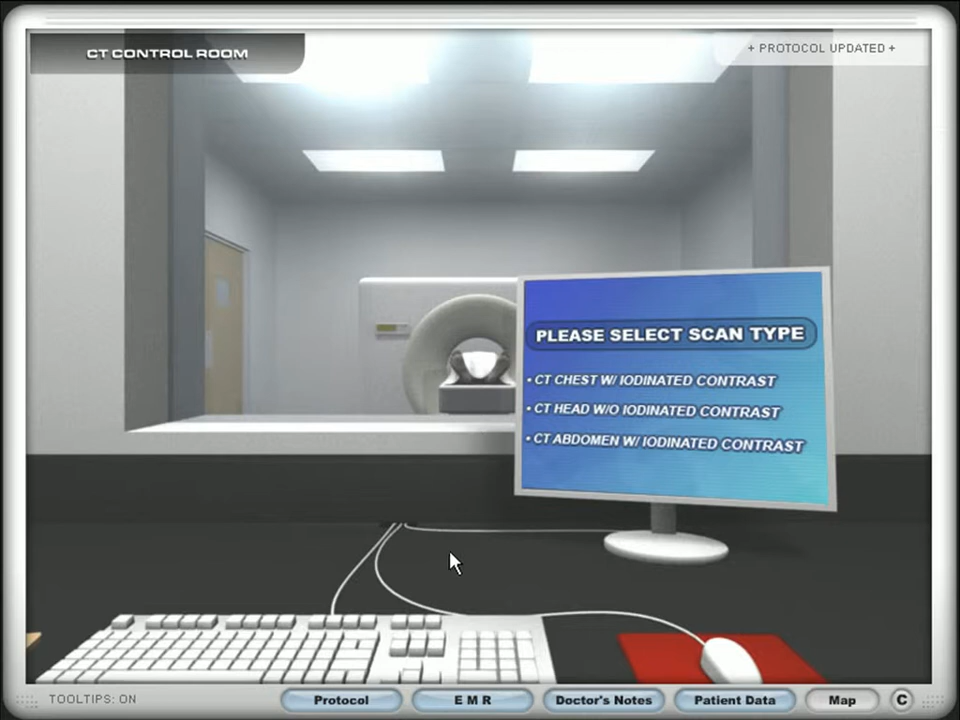 CT CONTROL ROOM
+ PROTOCOL UPDATED +
PLEASE SELECT SCAN TYPE
• CT CHEST W/ IODINATED CONTRAST
• CT HEAD W/O IODINATED CONTRAST
• CT ABDOMEN W/ IODINATED CONTRAST
TOOLTIPS: ON
Protocol
E M R
Doctor's Notes
Patient Data
Map
C